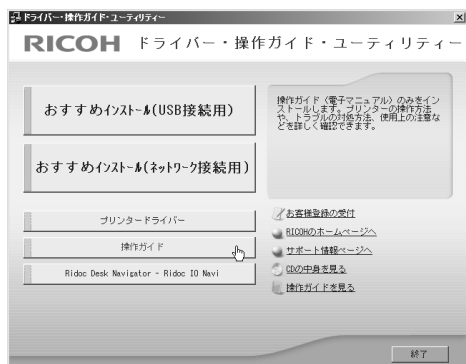 ドライバー・操作ガイド・ユーティリティー
RICOH ドライバー・操作ガイド・ユーティリティー
おすすめインストール(USB接続用)
おすすめインストール(ネットワーク接続用)
プリンタードライバー
操作ガイド
Ridoc Desk Navigator - Ridoc IO Navi
操作ガイド（電子マニュアル）のみをイン
ストールします。プリンターの操作方法
や、トラブルの対処方法、使用上の注意な
どを詳しく確認できます。
お客様登録の受付
RICOHのホームページへ
サポート情報ページへ
CDの中身を見る
操作ガイドを見る
終了